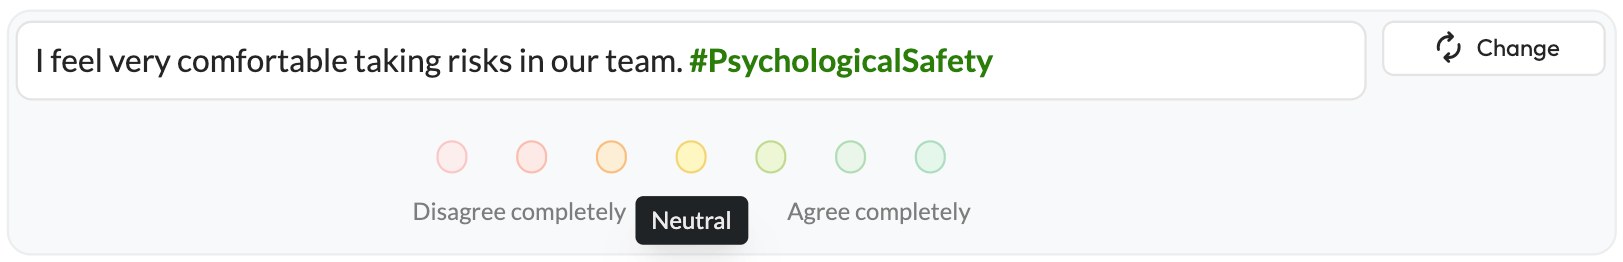 I feel very comfortable taking risks in our team. #PsychologicalSafety
Change
Disagree completely
Neutral
Agree completely